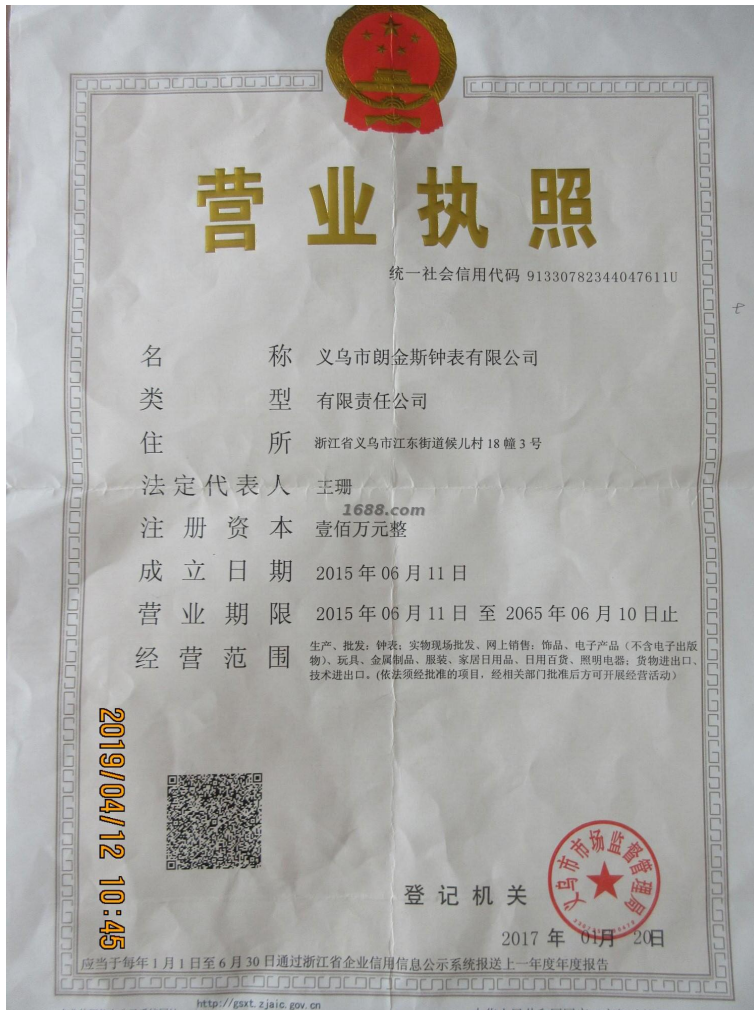 营业执照
统一社会信用代码 91330782344047611U
名称 义乌市朗金斯钟表有限公司
类型 有限责任公司
住所 浙江省义乌市江东街道候儿村18幢3号
法定代表人 王珊
1688.com
注册资本 壹佰万元整
成立日期 2015年06月11日
营业期限 2015年06月11日至2065年06月10日止
经营范围 生产、批发：钟表；实物现场批发、网上销售：饰品、电子产品（不含电子出版
物）、玩具、金属制品、服装、家居日用品、日用百货、照明电器；货物进出口、
技术进出口。(依法须经批准的项目，经相关部门批准后方可开展经营活动）
2019/04/12 10:45
义乌市市场监督管理局
登记机关
2017年01月20日
应当于每年1月1日至6月30日通过浙江省企业信用信息公示系统报送上一年度年度报告
http://gsxt.zjaic.gov.cn